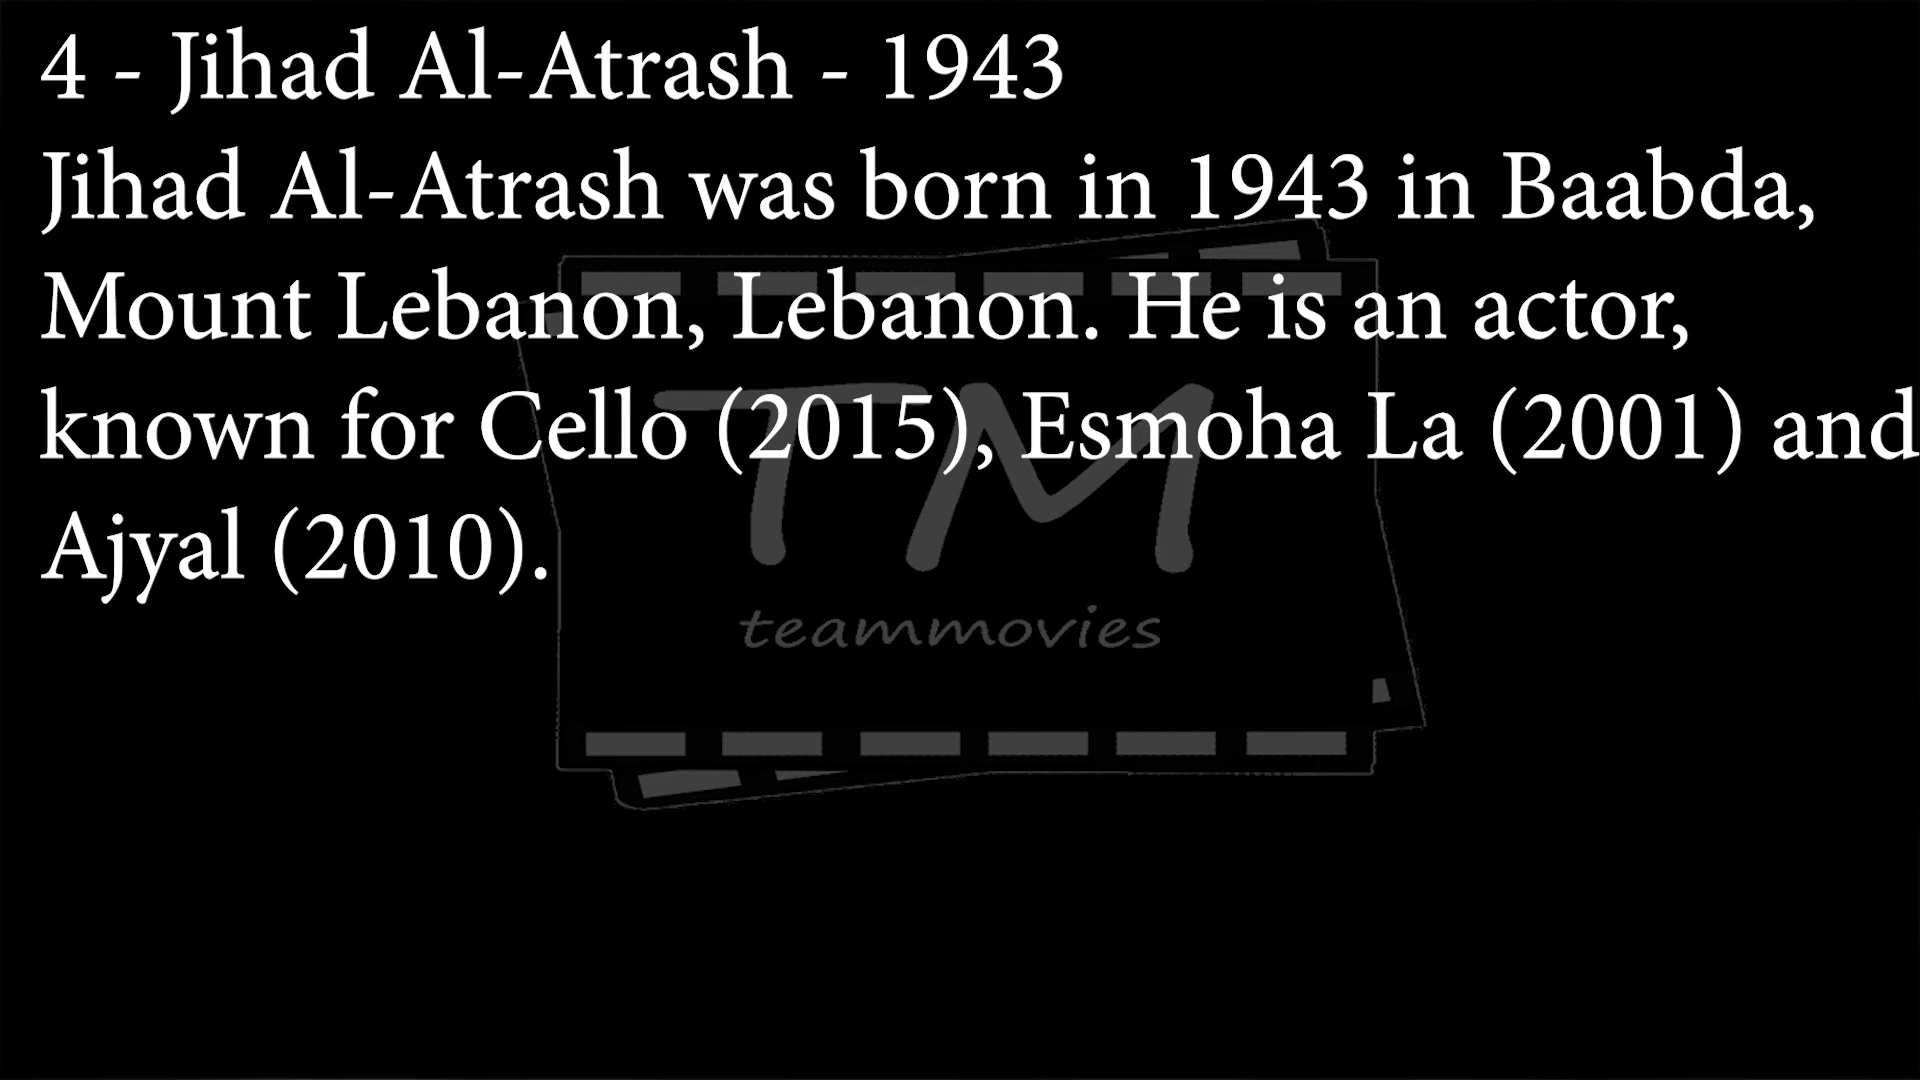 4 - Jihad Al-Atrash - 1943
Jihad Al-Atrash was born in 1943 in Baabda,
Mount Lebanon, Lebanon. He is an actor,
known for Cello (2015), Esmoha La (2001) and
Ajyal (2010).
TM
teammovies